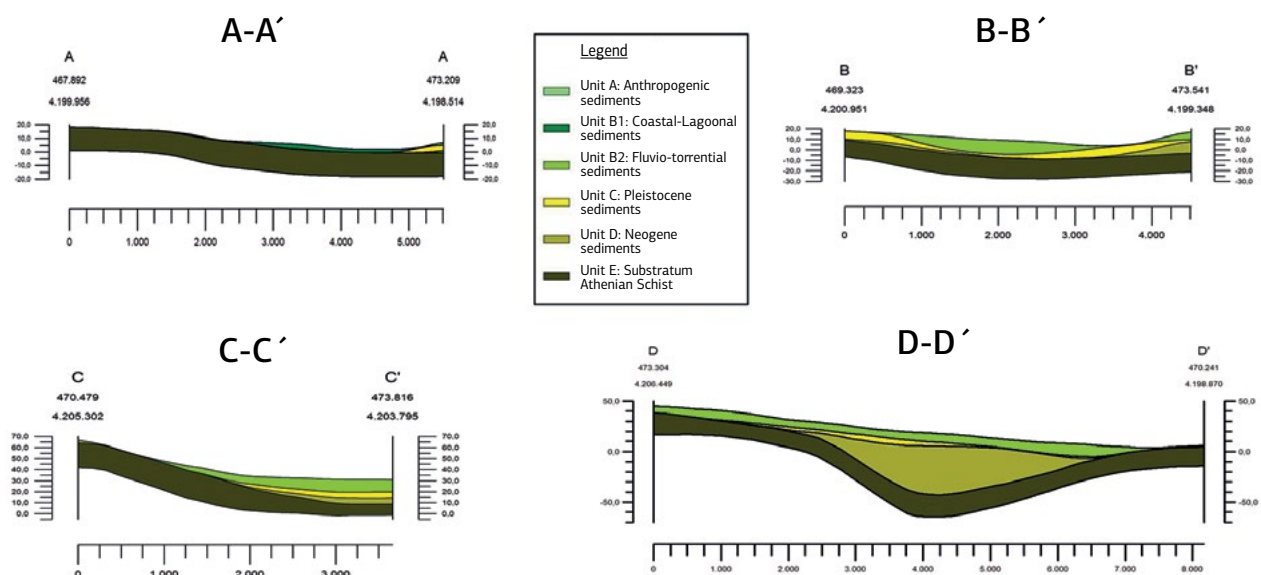 A-A´
A
467.892
4.199.956
A
473.209
4.198.514
20,0
10,0
0,0
-10,0
-20,0
20,0
10,0
0,0
-10,0
-20,0
0 1.000 2.000 3.000 4.000 5.000
Legend
Unit A: Anthropogenic
sediments
Unit B1: Coastal-Lagoonal
sediments
Unit B2: Fluvio-torrential
sediments
Unit C: Pleistocene
sediments
Unit D: Neogene
sediments
Unit E: Substratum
Athenian Schist
B-B´
B
469.323
4.200.951
B'
473.541
4.199.348
20,0
10,0
0,0
-10,0
-20,0
-30,0
20,0
10,0
0,0
-10,0
-20,0
-30,0
0 1.000 2.000 3.000 4.000
C-C´
C
470.479
4.205.302
C'
473.816
4.203.795
70,0
60,0
50,0
40,0
30,0
20,0
10,0
0,0
70,0
60,0
50,0
40,0
30,0
20,0
10,0
0,0
0 1.000 2.000 3.000
D-D´
D
473.304
4.206.449
D'
470.241
4.198.870
50,0
0,0
-50,0
50,0
0,0
-50,0
0 1.000 2.000 3.000 4.000 5.000 6.000 7.000 8.000